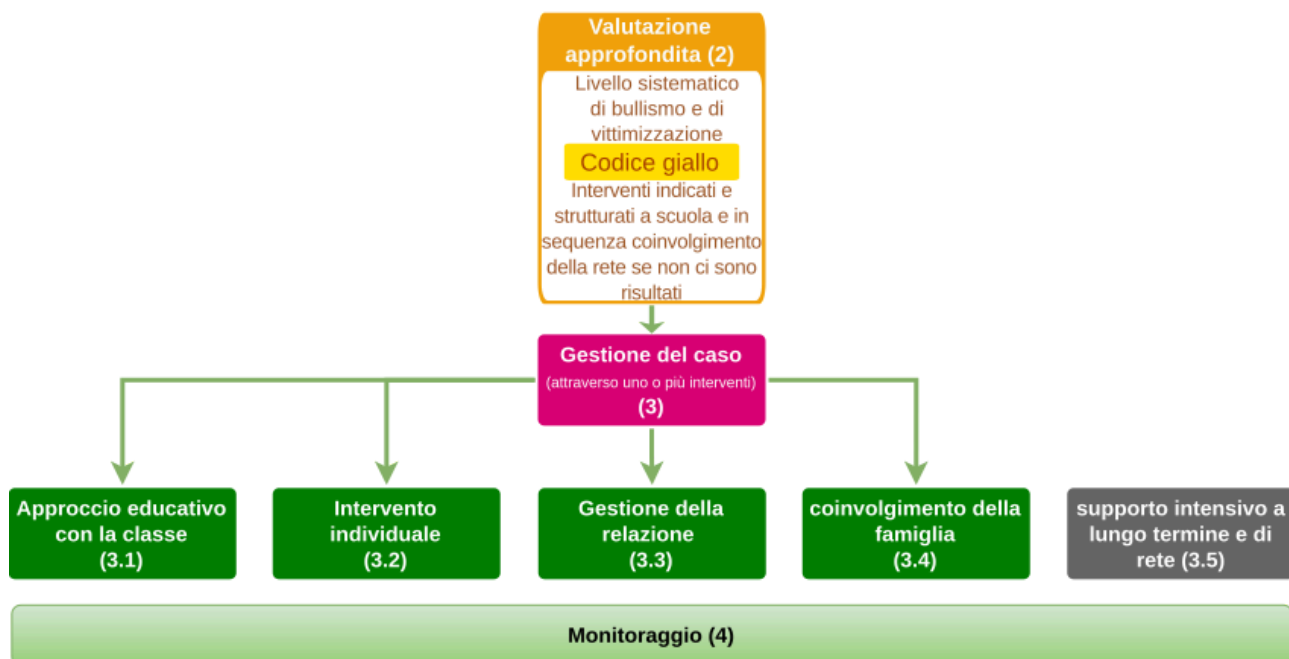 Valutazione
approfondita (2)
Livello sistematico
di bullismo e di
vittimizzazione
Codice giallo
Interventi indicati e
strutturati a scuola e in
sequenza coinvolgimento
della rete se non ci sono
risultati
Gestione del caso
(attraverso uno o più interventi)
(3)
Approccio educativo
con la classe
(3.1)
Intervento
individuale
(3.2)
Gestione della
relazione
(3.3)
coinvolgimento della
famiglia
(3.4)
supporto intensivo a
lungo termine e di
rete (3.5)
Monitoraggio (4)